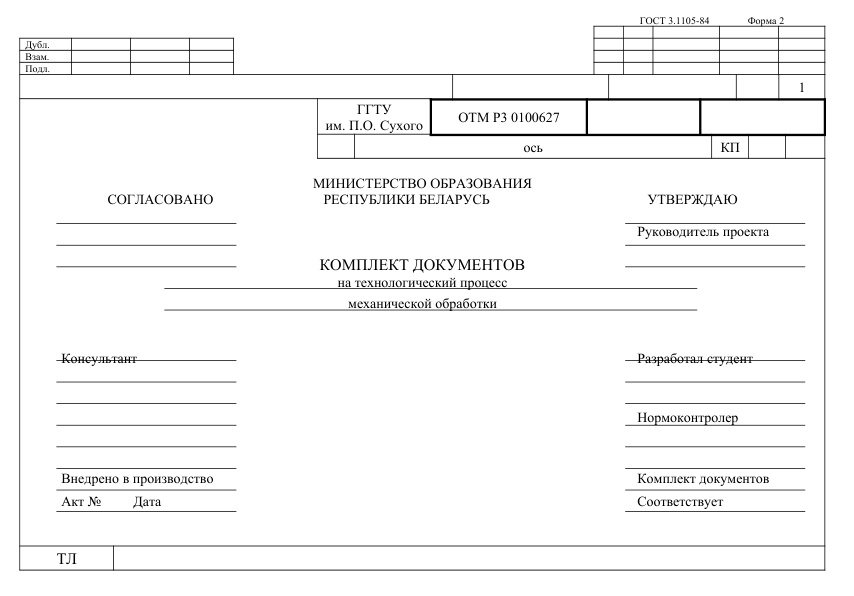 ГОСТ 3.1105-84 Форма 2
Дубл.
Взам.
Подл.
1
ГГТУ
им. П.О. Сухого
ОТМ РЗ 0100627
ось
КП
МИНИСТЕРСТВО ОБРАЗОВАНИЯ
РЕСПУБЛИКИ БЕЛАРУСЬ
СОГЛАСОВАНО
УТВЕРЖДАЮ
Руководитель проекта
КОМПЛЕКТ ДОКУМЕНТОВ
на технологический процесс
механической обработки
Консультант
Разработал студент
Нормоконтролер
Внедрено в производство
Комплект документов
Акт № Дата
Соответствует
ТЛ